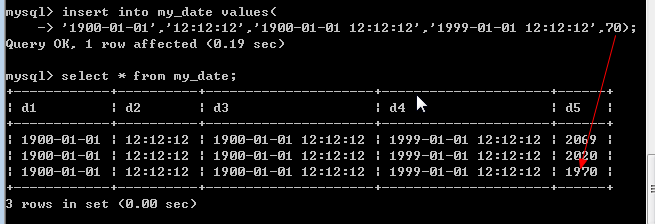 mysql> insert into my_date values(
    -> '1900-01-01','12:12:12','1900-01-01 12:12:12','1999-01-01 12:12:12',70);
Query OK, 1 row affected (0.19 sec)
mysql> select * from my_date;
+------------+----------+---------------------+---------------------+------+
| d1         | d2       | d3                  | d4                  | d5   |
+------------+----------+---------------------+---------------------+------+
| 1900-01-01 | 12:12:12 | 1900-01-01 12:12:12 | 1999-01-01 12:12:12 | 2069 |
| 1900-01-01 | 12:12:12 | 1900-01-01 12:12:12 | 1999-01-01 12:12:12 | 2020 |
| 1900-01-01 | 12:12:12 | 1900-01-01 12:12:12 | 1999-01-01 12:12:12 | 1970 |
+------------+----------+---------------------+---------------------+------+
3 rows in set (0.00 sec)